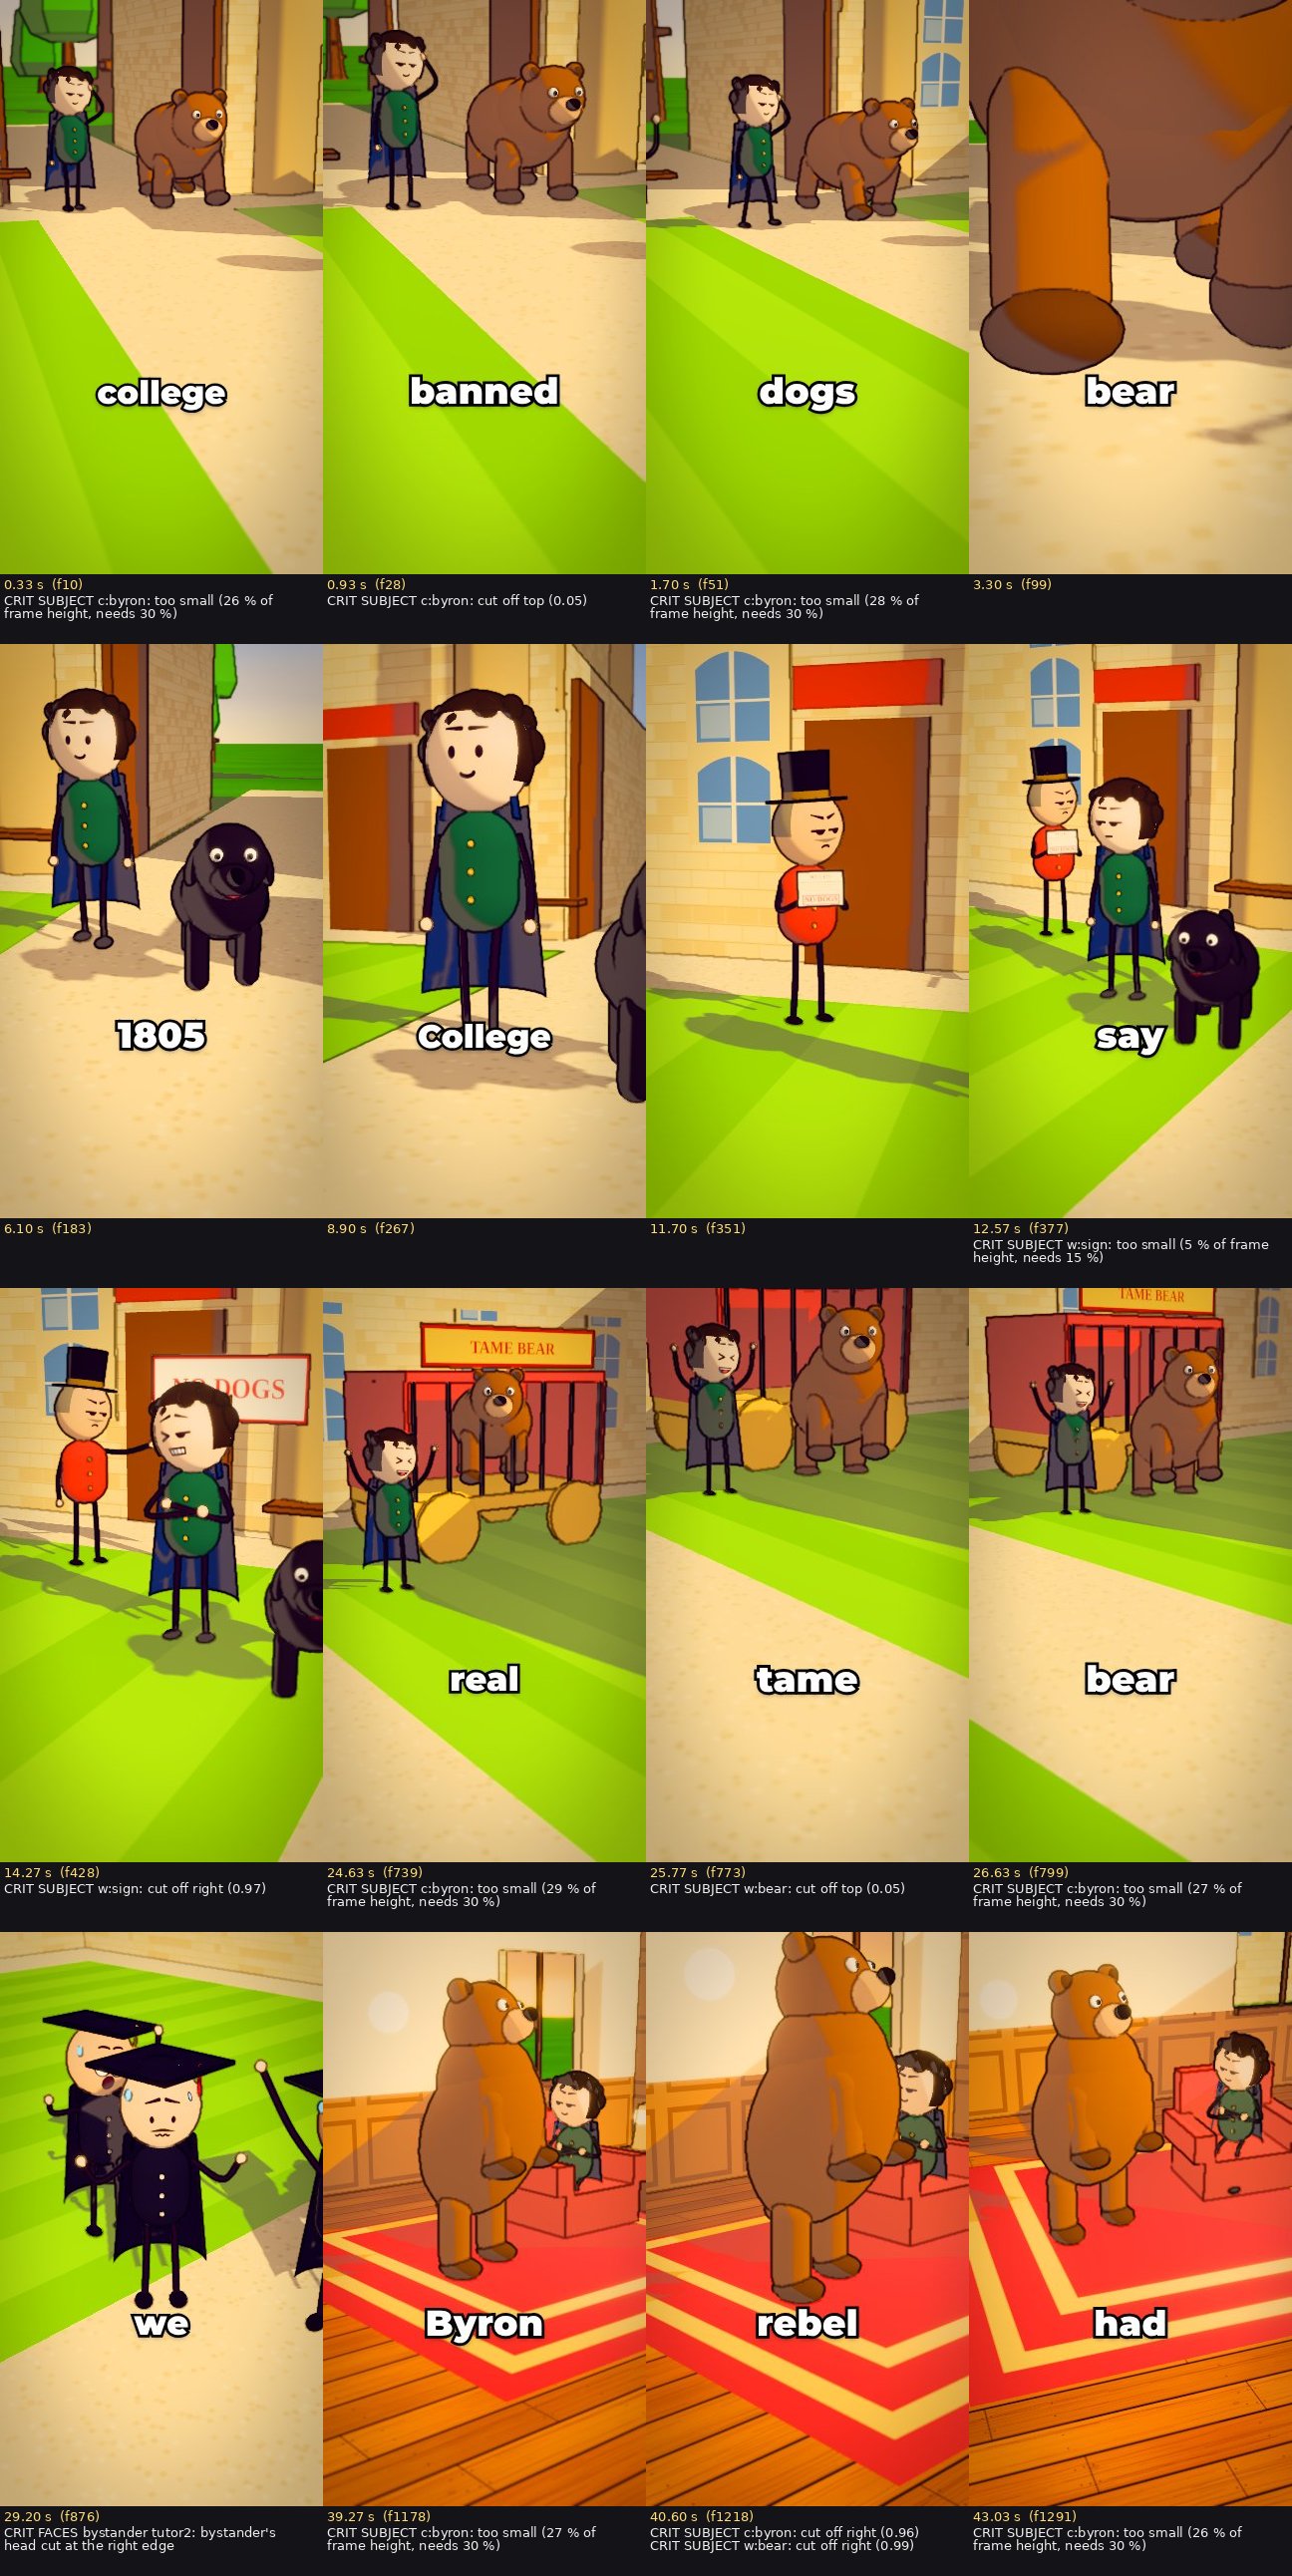 college
banned
dogs
bear
0.33 s (f10)
CRIT SUBJECT c:byron: too small (26 % of
frame height, needs 30 %)
0.93 s (f28)
CRIT SUBJECT c:byron: cut off top (0.05)
1.70 s (f51)
CRIT SUBJECT c:byron: too small (28 % of
frame height, needs 30 %)
3.30 s (f99)
1805
College
NO DOGS
say
6.10 s (f183)
8.90 s (f267)
11.70 s (f351)
12.57 s (f377)
CRIT SUBJECT w:sign: too small (5 % of frame
height, needs 15 %)
DOGS
TAME BEAR
real
tame
TAME BEAR
bear
14.27 s (f428)
CRIT SUBJECT w:sign: cut off right (0.97)
24.63 s (f739)
CRIT SUBJECT c:byron: too small (29 % of
frame height, needs 30 %)
25.77 s (f773)
CRIT SUBJECT w:bear: cut off top (0.05)
26.63 s (f799)
CRIT SUBJECT c:byron: too small (27 % of
frame height, needs 30 %)
we
Byron
rebel
had
29.20 s (f876)
CRIT FACES bystander tutor2: bystander's
head cut at the right edge
39.27 s (f1178)
CRIT SUBJECT c:byron: too small (27 % of
frame height, needs 30 %)
40.60 s (f1218)
CRIT SUBJECT c:byron: cut off right (0.96)
CRIT SUBJECT w:bear: cut off right (0.99)
43.03 s (f1291)
CRIT SUBJECT c:byron: too small (26 % of
frame height, needs 30 %)